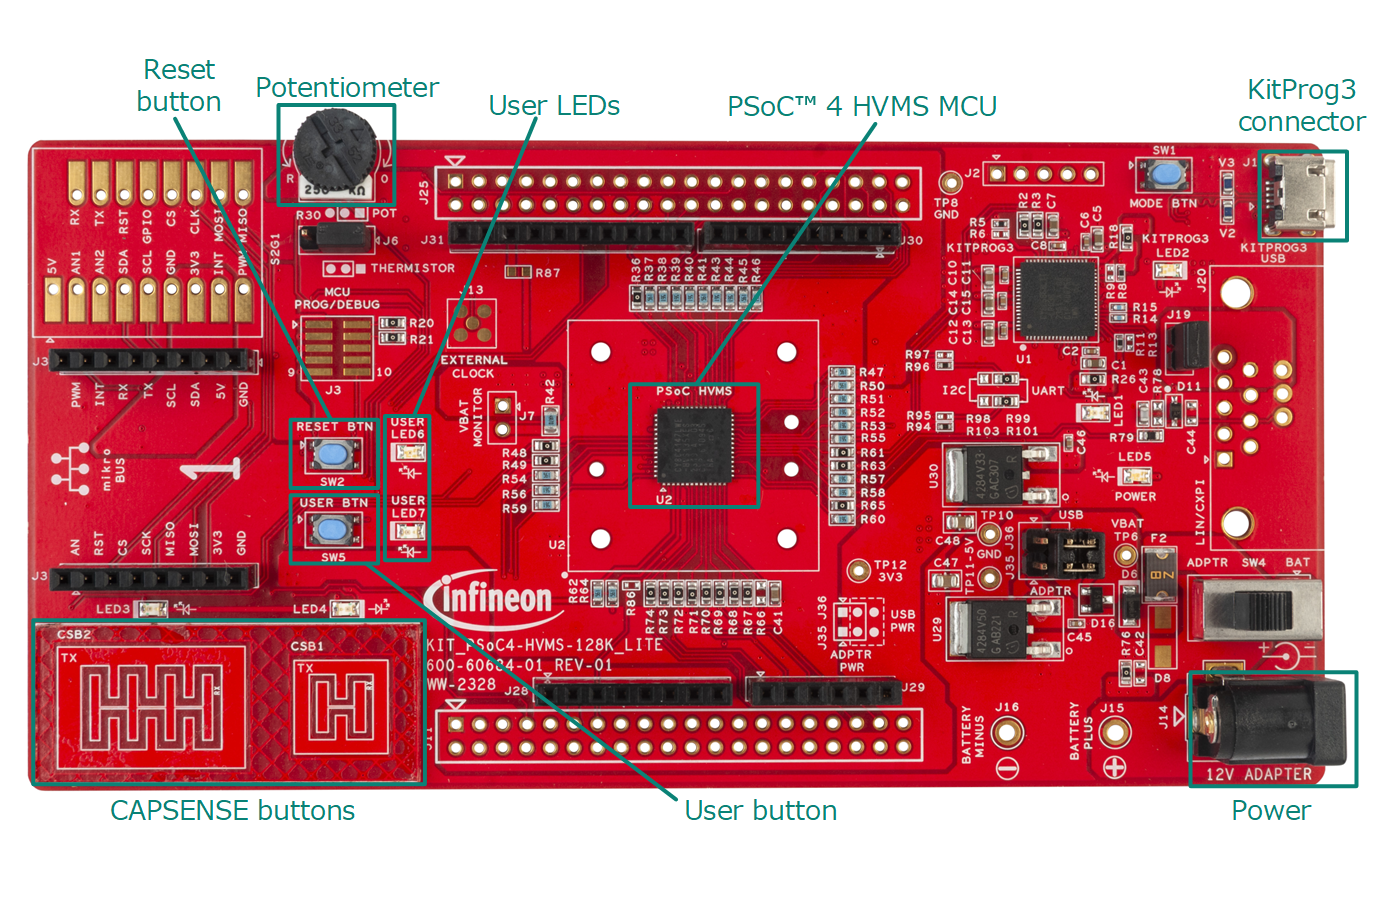 Reset
button
Potentiometer
User LEDs
PSoC™ 4 HVMS MCU
KitProg3
connector
R
O
R30
POT
S2G1
J6
THERMISTOR
RX
TX
RST
GPIO
CS
CLK
MOSI
MISO
5V
AN1
AN2
SDA
SCL
GND
3V3
INT
PWM
MCU
PROG/DEBUG
R20
R21
9
10
J3
J25
J31
J30
R87
J13
EXTERNAL
CLOCK
R36
R37
R38
R39
R40
R41
R43
R44
R45
R46
TP8
GND
J2
SW1
MODE BTN
V3
V2
J1
KITPROG3
USB
R5
R6
R2
R3
C7
C6
C5
C8
R18
KITPROG3
KITPROG3
LED2
C10
C11
C14
C15
C12
C13
U1
R9
R8
R15
R14
J20
J19
R11
R13
C2
C1
R26
LED1
C43
R78
D11
C44
R79
R97
R96
I2C
UART
R98
R99
R103
R101
R95
R94
C46
LED5
POWER
LIN/CXPI
J3
PWM
INT
RX
TX
SCL
SDA
5V
GND
mikro
BUS
1
RESET BTN
SW2
USER BTN
SW5
USER
LED6
USER
LED7
VBAT
MONITOR
J7
R42
R48
R49
R54
R56
R59
PSoC HVMS
U2
U2
R47
R50
R51
R52
R53
R55
R61
R63
R57
R58
R65
R60
U30
4284V33
GAC307
TP10
GND
C48
C47
TP11-5V
USB
J36
J35
ADPTR
VBAT
TP6
F2
D6
D16
C45
R76
C42
D8
ADPTR
SW4
BAT
TP12
3V3
U29
4284V50
GAB221
J36
J35
USB
PWR
ADPTR
PWR
AN
RST
CS
SCK
MISO
MOSI
3V3
GND
J3
LED3
LED4
infineon
R62
R64
R86
R74
R73
R72
R71
R70
R69
R68
R67
R66
C41
KIT_PSoC4-HVMS-128K_LITE
600-60634-01 REV-01
WW-2328
CSB2
TX
RX
CSB1
TX
RX
J28
J29
J11
BATTERY
MINUS
J16
BATTERY
PLUS
J15
J14
12V ADAPTER
CAPSENSE buttons
User button
Power